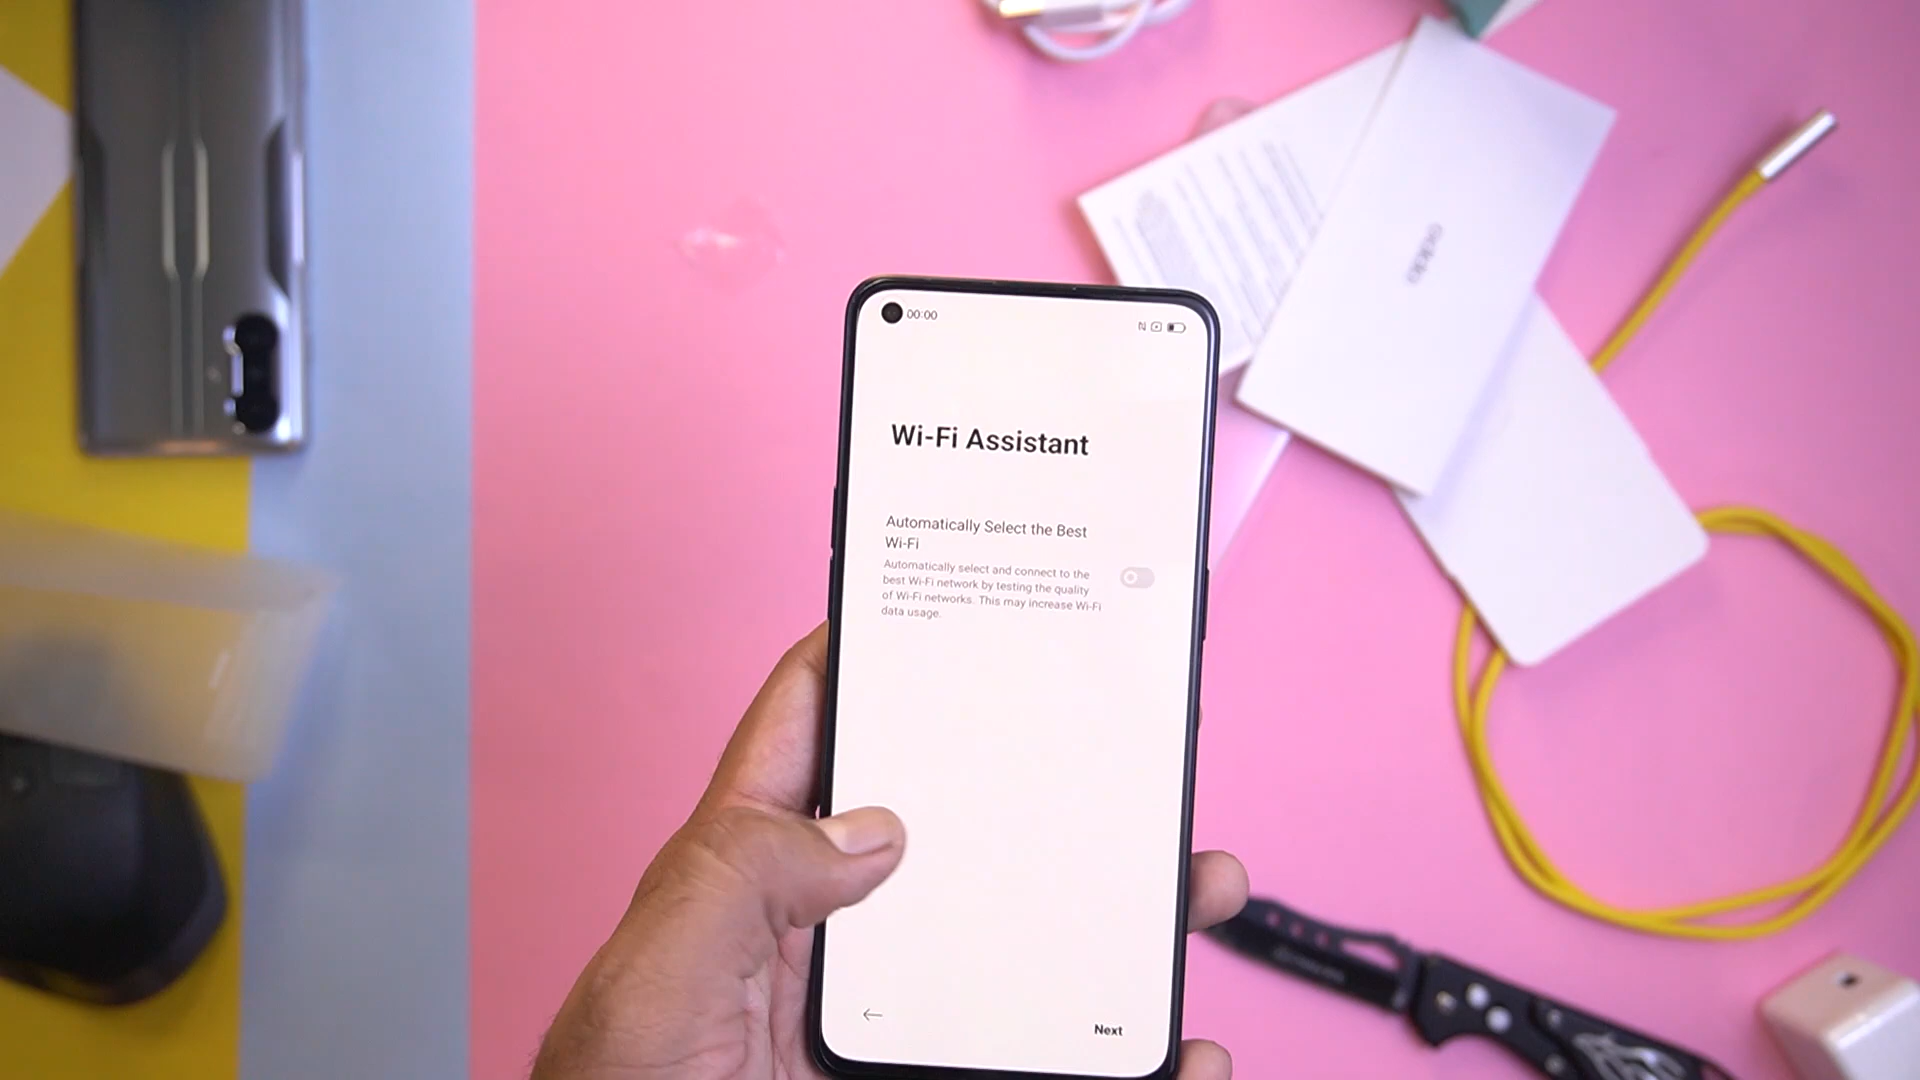 00:00
Wi-Fi Assistant
Automatically Select the Best
Wi-Fi
Automatically select and connect to the
best Wi-Fi network by testing the quality
of Wi-Fi networks. This may increase Wi-Fi
data usage.
Next
oppo